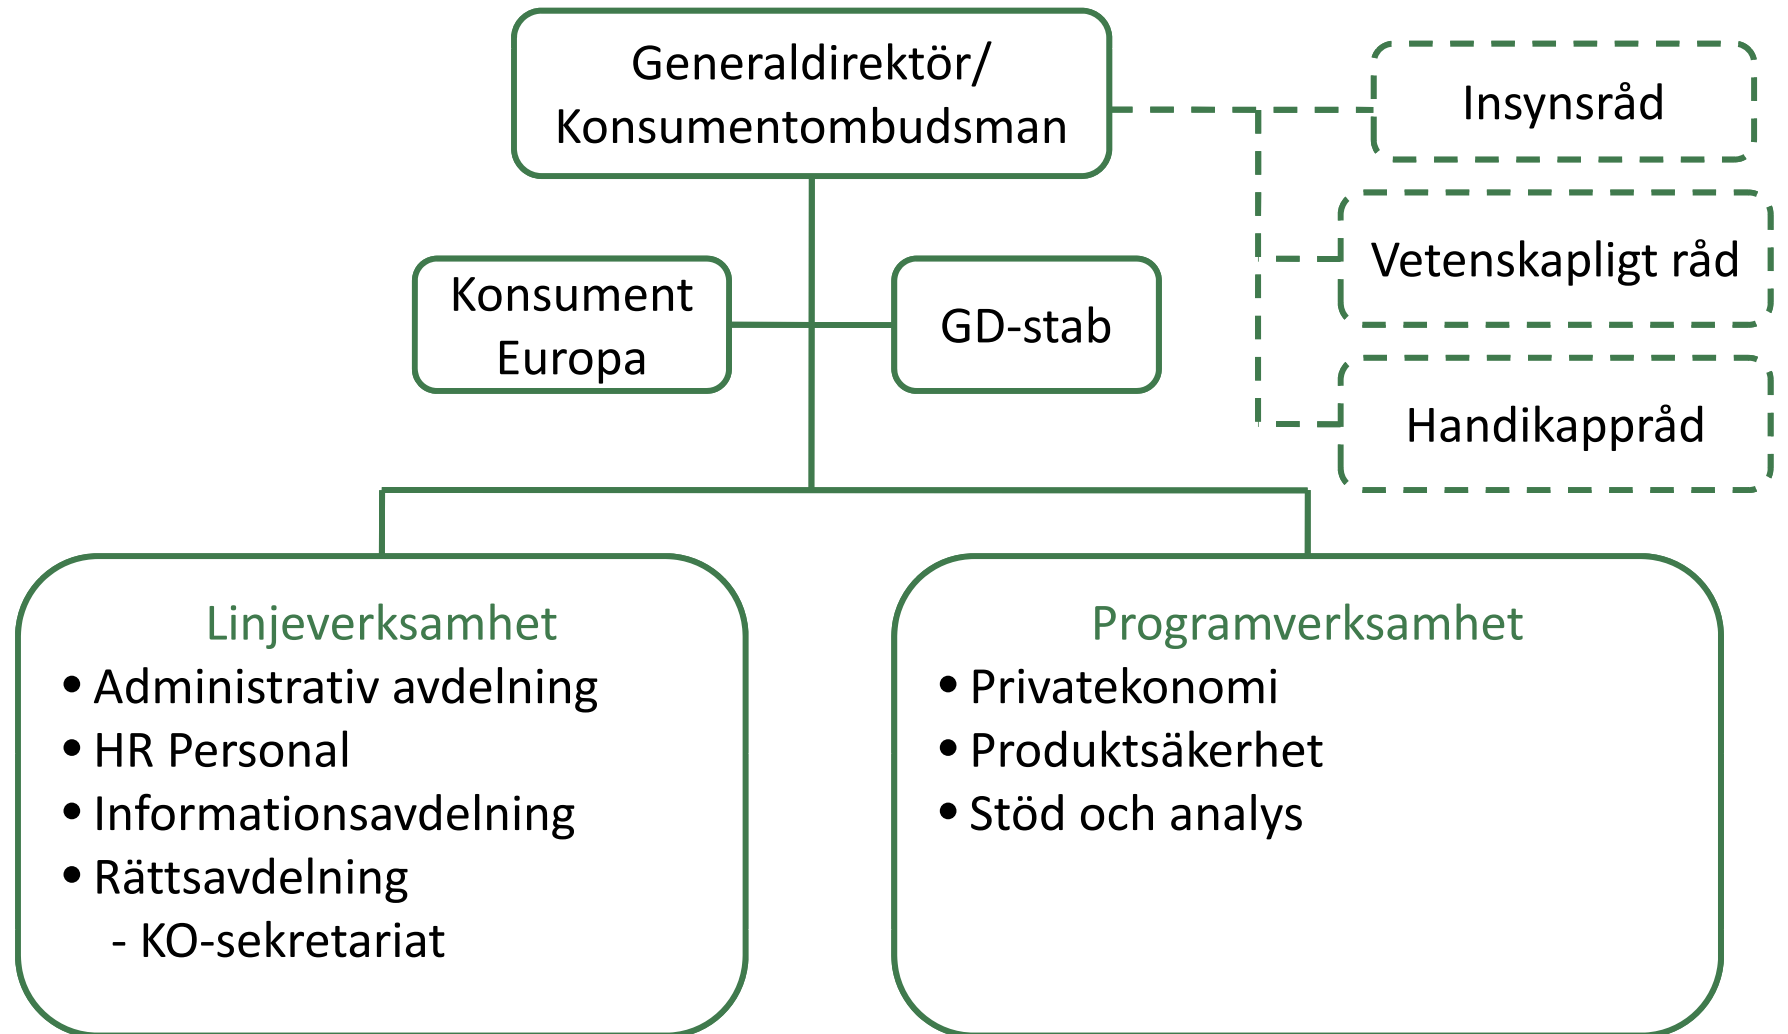 Generaldirektör/
Konsumentombudsman
Insynsråd
Vetenskapligt råd
Handikappråd
Konsument
Europa
GD-stab
Linjeverksamhet
• Administrativ avdelning
• HR Personal
• Informationsavdelning
• Rättsavdelning
- KO-sekretariat
Programverksamhet
• Privatekonomi
• Produktsäkerhet
• Stöd och analys